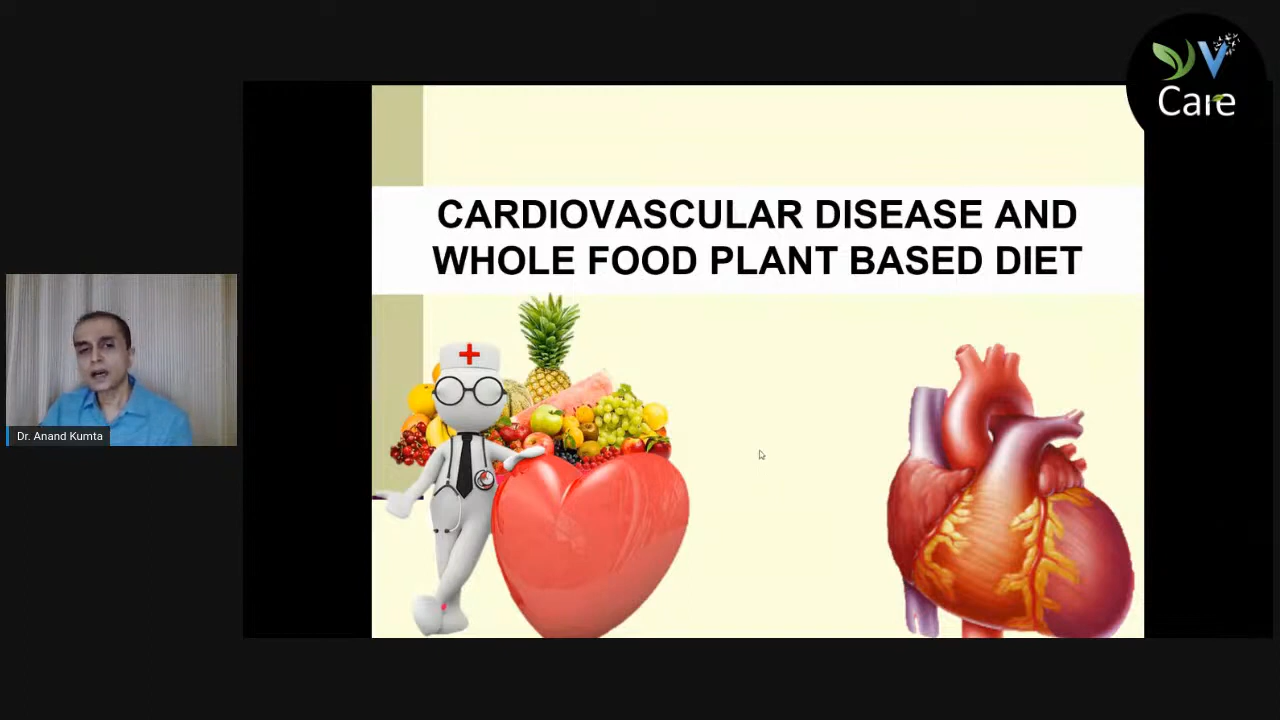 V
Care
CARDIOVASCULAR DISEASE AND
WHOLE FOOD PLANT BASED DIET
Dr. Anand Kumta